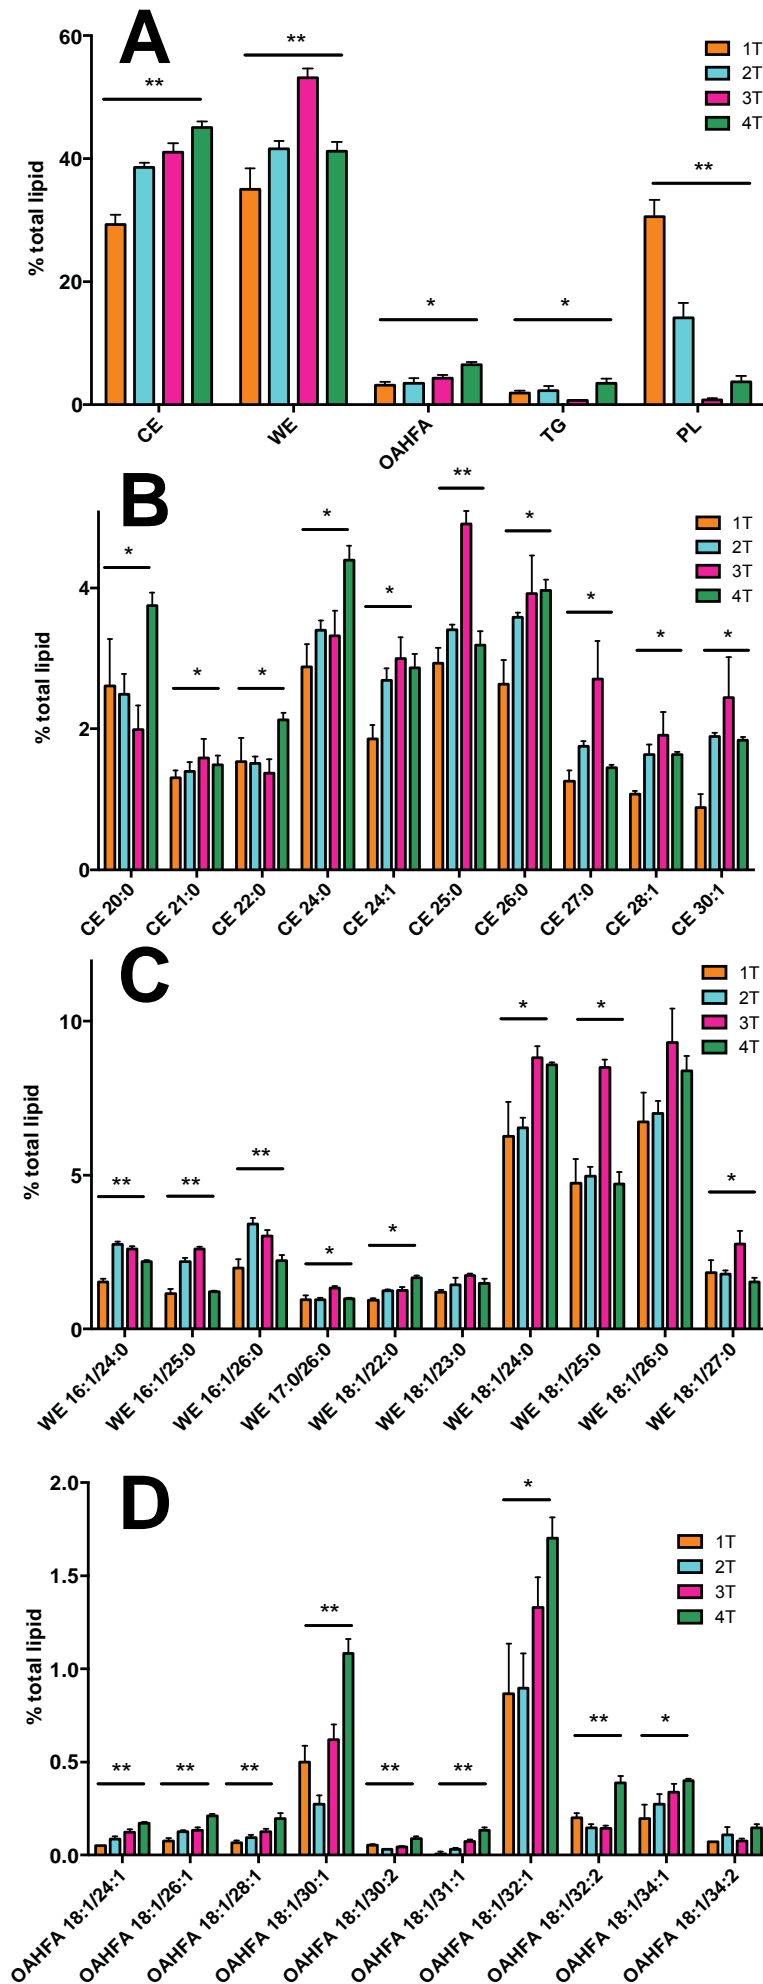 A
60
40
20
0
% total lipid
**
**
*
*
**
1T
2T
3T
4T
CE
WE
OAHFA
TG
PL
B
4
2
0
% total lipid
*
*
*
*
*
**
*
*
*
*
1T
2T
3T
4T
CE 20:0
CE 21:0
CE 22:0
CE 24:0
CE 24:1
CE 25:0
CE 26:0
CE 27:0
CE 28:1
CE 30:1
C
10
5
0
% total lipid
**
**
**
*
*
*
*
*
1T
2T
3T
4T
WE 16:1/24:0
WE 16:1/25:0
WE 16:1/26:0
WE 17:0/26:0
WE 18:1/22:0
WE 18:1/23:0
WE 18:1/24:0
WE 18:1/25:0
WE 18:1/26:0
WE 18:1/27:0
D
2.0
1.5
1.0
0.5
0.0
% total lipid
**
**
**
**
**
**
*
**
*
1T
2T
3T
4T
OAHFA 18:1/24:1
OAHFA 18:1/26:1
OAHFA 18:1/28:1
OAHFA 18:1/30:1
OAHFA 18:1/30:2
OAHFA 18:1/31:1
OAHFA 18:1/32:1
OAHFA 18:1/32:2
OAHFA 18:1/34:1
OAHFA 18:1/34:2